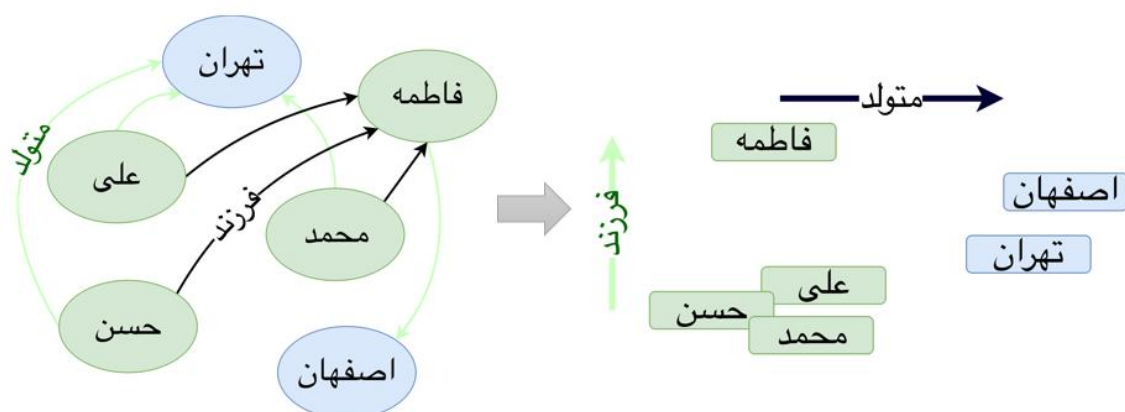 تهران
فاطمه
متولد
علی
فرزند
محمد
حسن
اصفهان
متولد
فاطمه
فرزند
اصفهان
تهران
علی
حسن
محمد